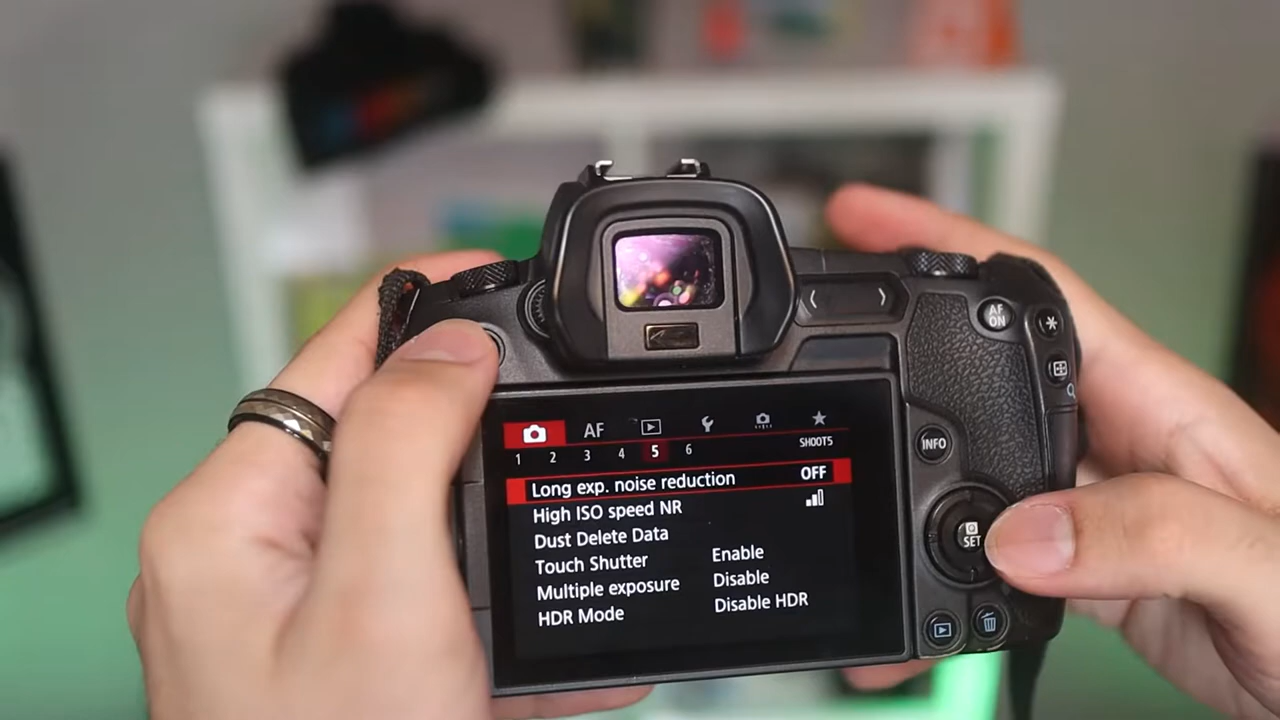 AF
ON
AF
1 2 3 4 5 6 SHOOT5
Long exp. noise reduction OFF
High ISO speed NR
Dust Delete Data
Touch Shutter Enable
Multiple exposure Disable
HDR Mode Disable HDR
INFO
Q
SET